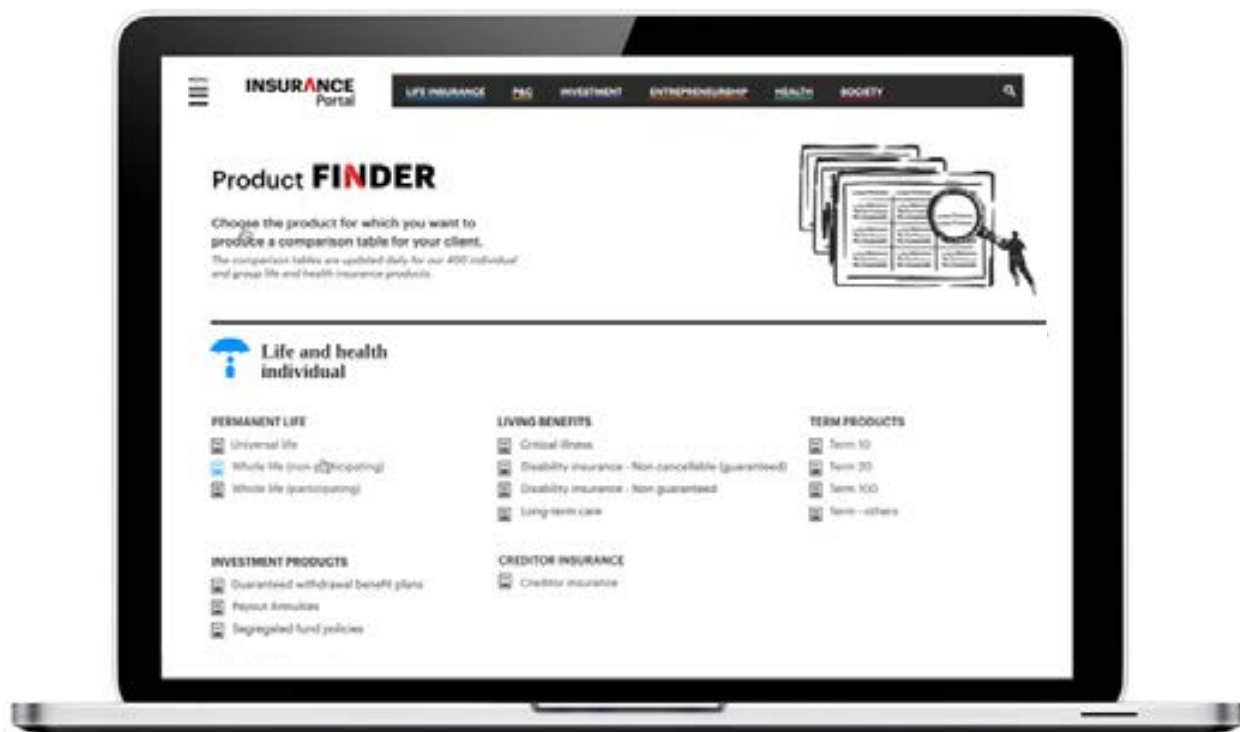 MENU
INSURANCE
Portal
LIFE INSURANCE P&C INVESTMENT ENTREPRENEURSHIP HEALTH SOCIETY
Product FINDER
Choose the product for which you want to
produce a comparison table for your client.
The comparison tables are updated daily for our 400 individual
and group life and health insurance products.
Life and health
individual
PERMANENT LIFE
Universal life
Whole life (non-participating)
Whole life (participating)
LIVING BENEFITS
Critical illness
Disability insurance - Non cancellable (guaranteed)
Disability insurance - Non guaranteed
Long-term care
TERM PRODUCTS
Term 10
Term 20
Term 100
Term - others
INVESTMENT PRODUCTS
Guaranteed withdrawal benefit plans
Payout Annuities
Segregated fund policies
CREDITOR INSURANCE
Creditor insurance